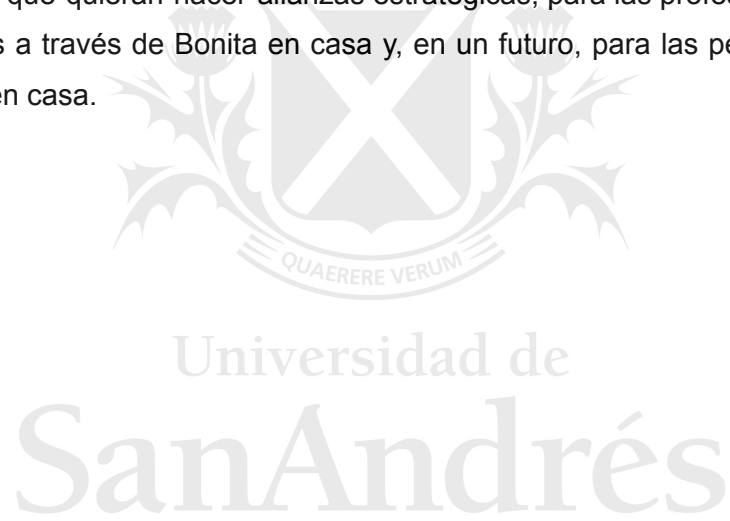 que quieran hacer alianzas estratégicas, para las profes
s a través de Bonita en casa y, en un futuro, para las pe
en casa.
QUAERERE VERUM
Universidad de
SanAndrés